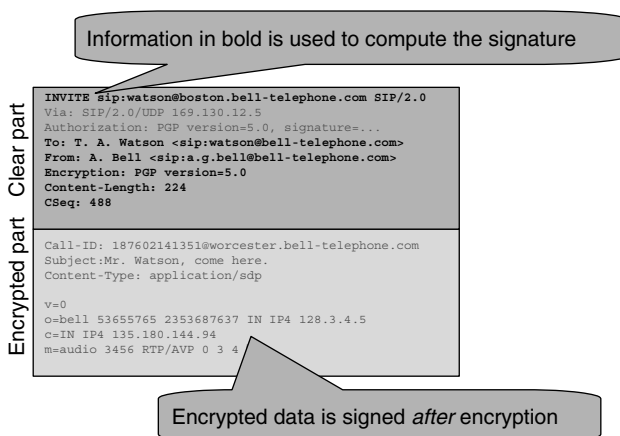 Information in bold is used to compute the signature
Clear part
INVITE sip:watson@boston.bell-telephone.com SIP/2.0
Via: SIP/2.0/UDP 169.130.12.5
Authorization: PGP version=5.0, signature=...
To: T. A. Watson <sip:watson@bell-telephone.com>
From: A. Bell <sip:a.g.bell@bell-telephone.com>
Encryption: PGP version=5.0
Content-Length: 224
CSeq: 488
Encrypted part
Call-ID: 187602141351@worcester.bell-telephone.com
Subject:Mr. Watson, come here.
Content-Type: application/sdp
v=0
o=bell 53655765 2353687637 IN IP4 128.3.4.5
c=IN IP4 135.180.144.94
m=audio 3456 RTP/AVP 0 3 4
Encrypted data is signed after encryption